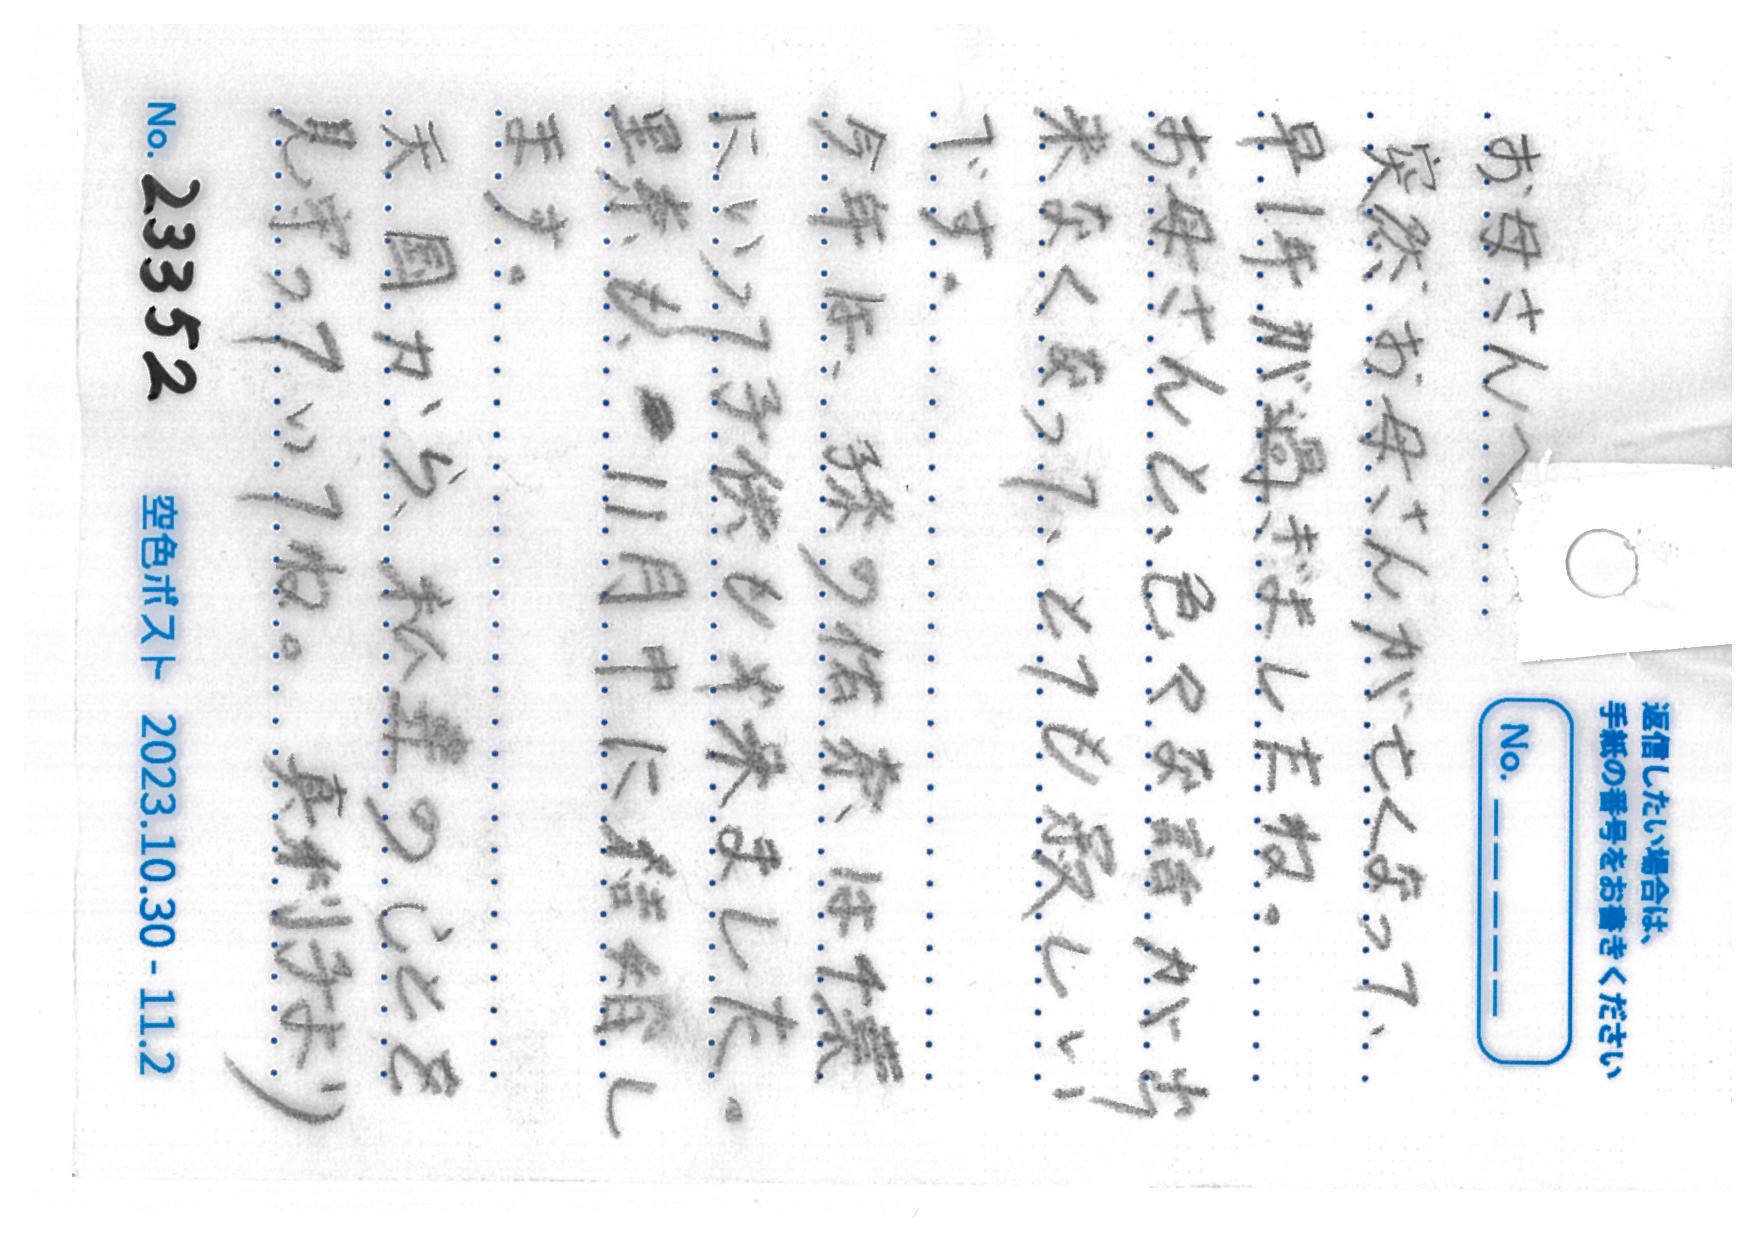 返信したい場合は、
手紙の番号をお書きください
No. _ _ _ _ _
お母さんへ
突然お母さんが亡くなって、
早1年が過ぎましたね。
お母さんと、色々な話が出
来なくなって、とても寂しい
です。
今年は、孫の佑奈は千葉
にいって子供も出来ました。
里奈も、11月中に結婚し
ます。
天国から、私達のことを
見守っていてね。 真利子より
No. 23352 空色ポスト 2023.10.30 - 11.2